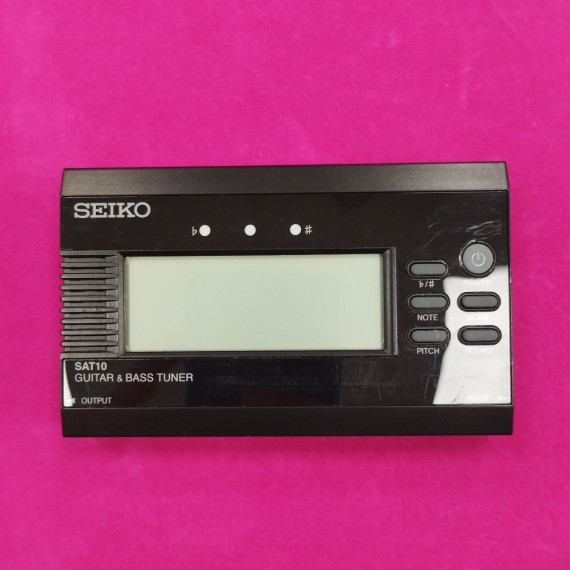 SEIKO
♭ ♯
♭/♯
NOTE
PITCH
SAT10
GUITAR & BASS TUNER
OUTPUT